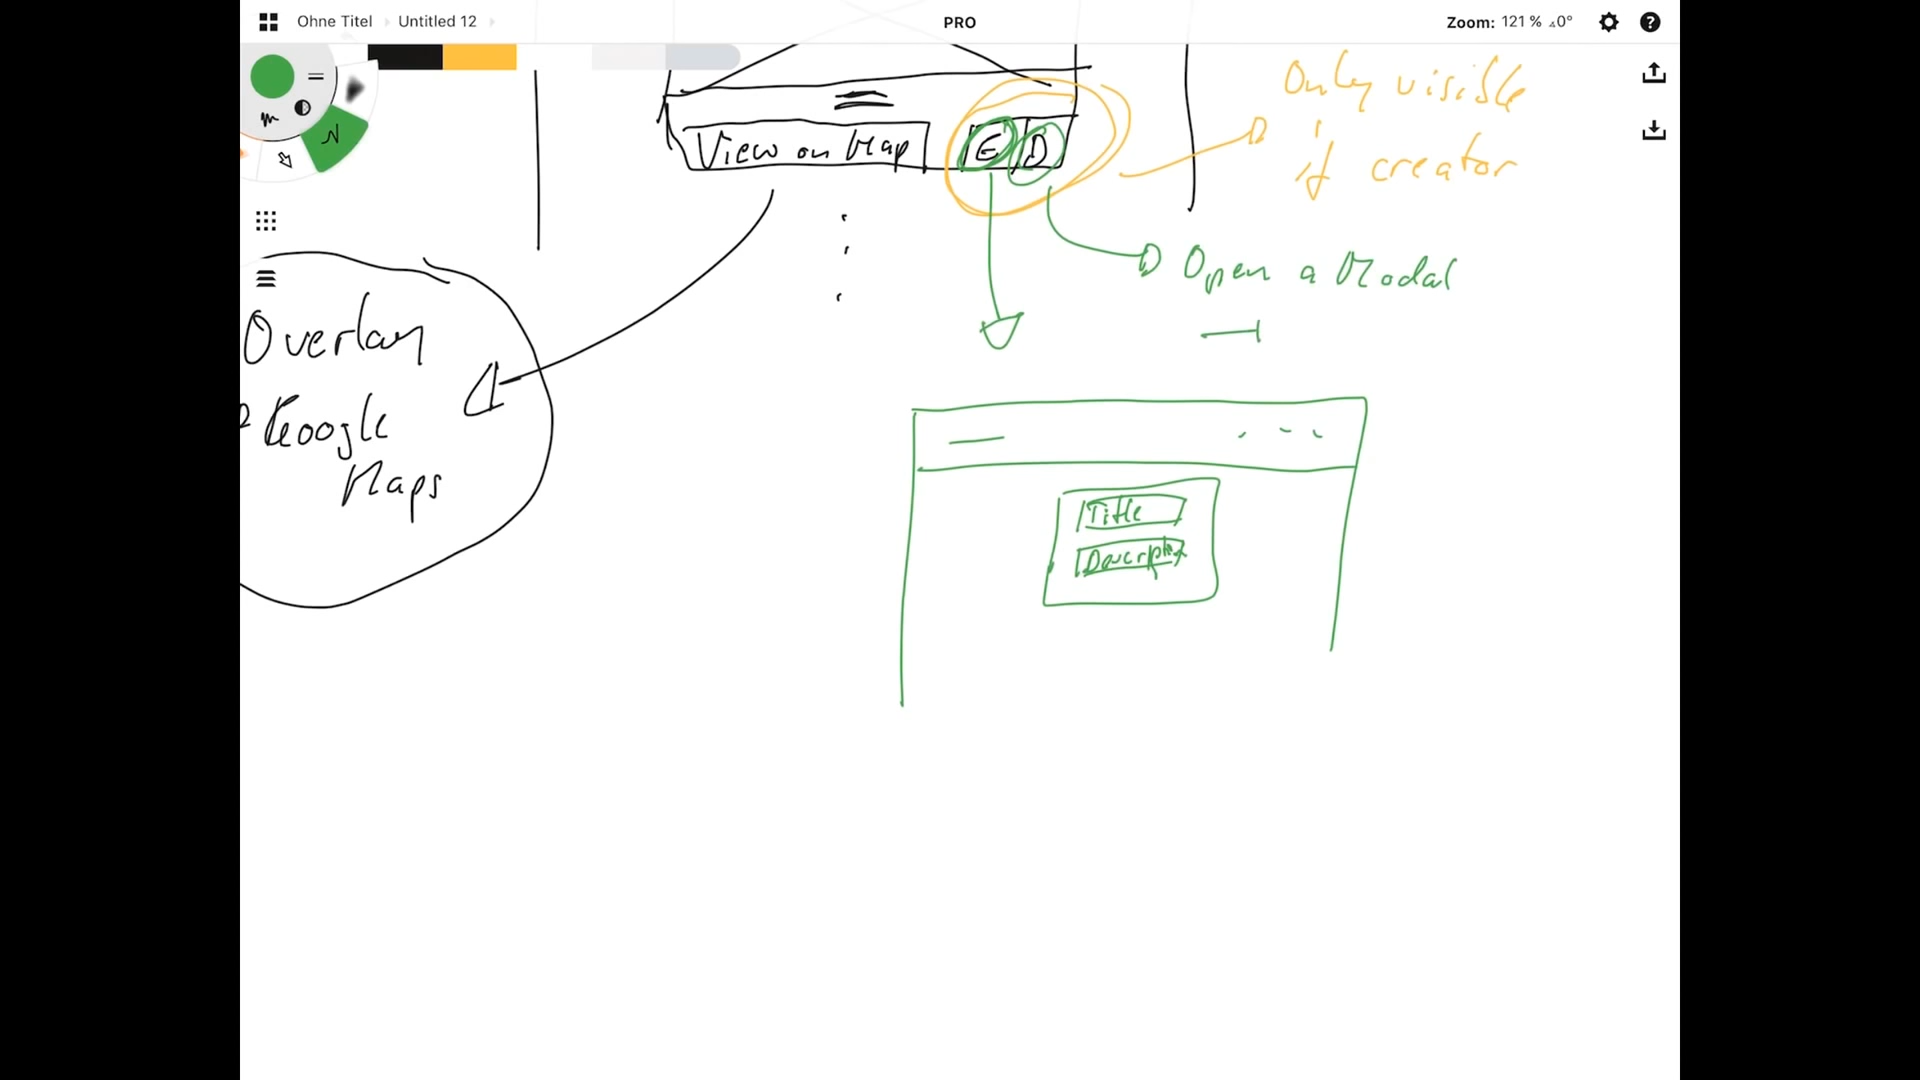 Ohne Titel
Untitled 12
PRO
Zoom: 121 % ⊿0°
?
Only visible
if creator
View on Map
E
D
Open a Modal
Overlay
Google
Maps
Title